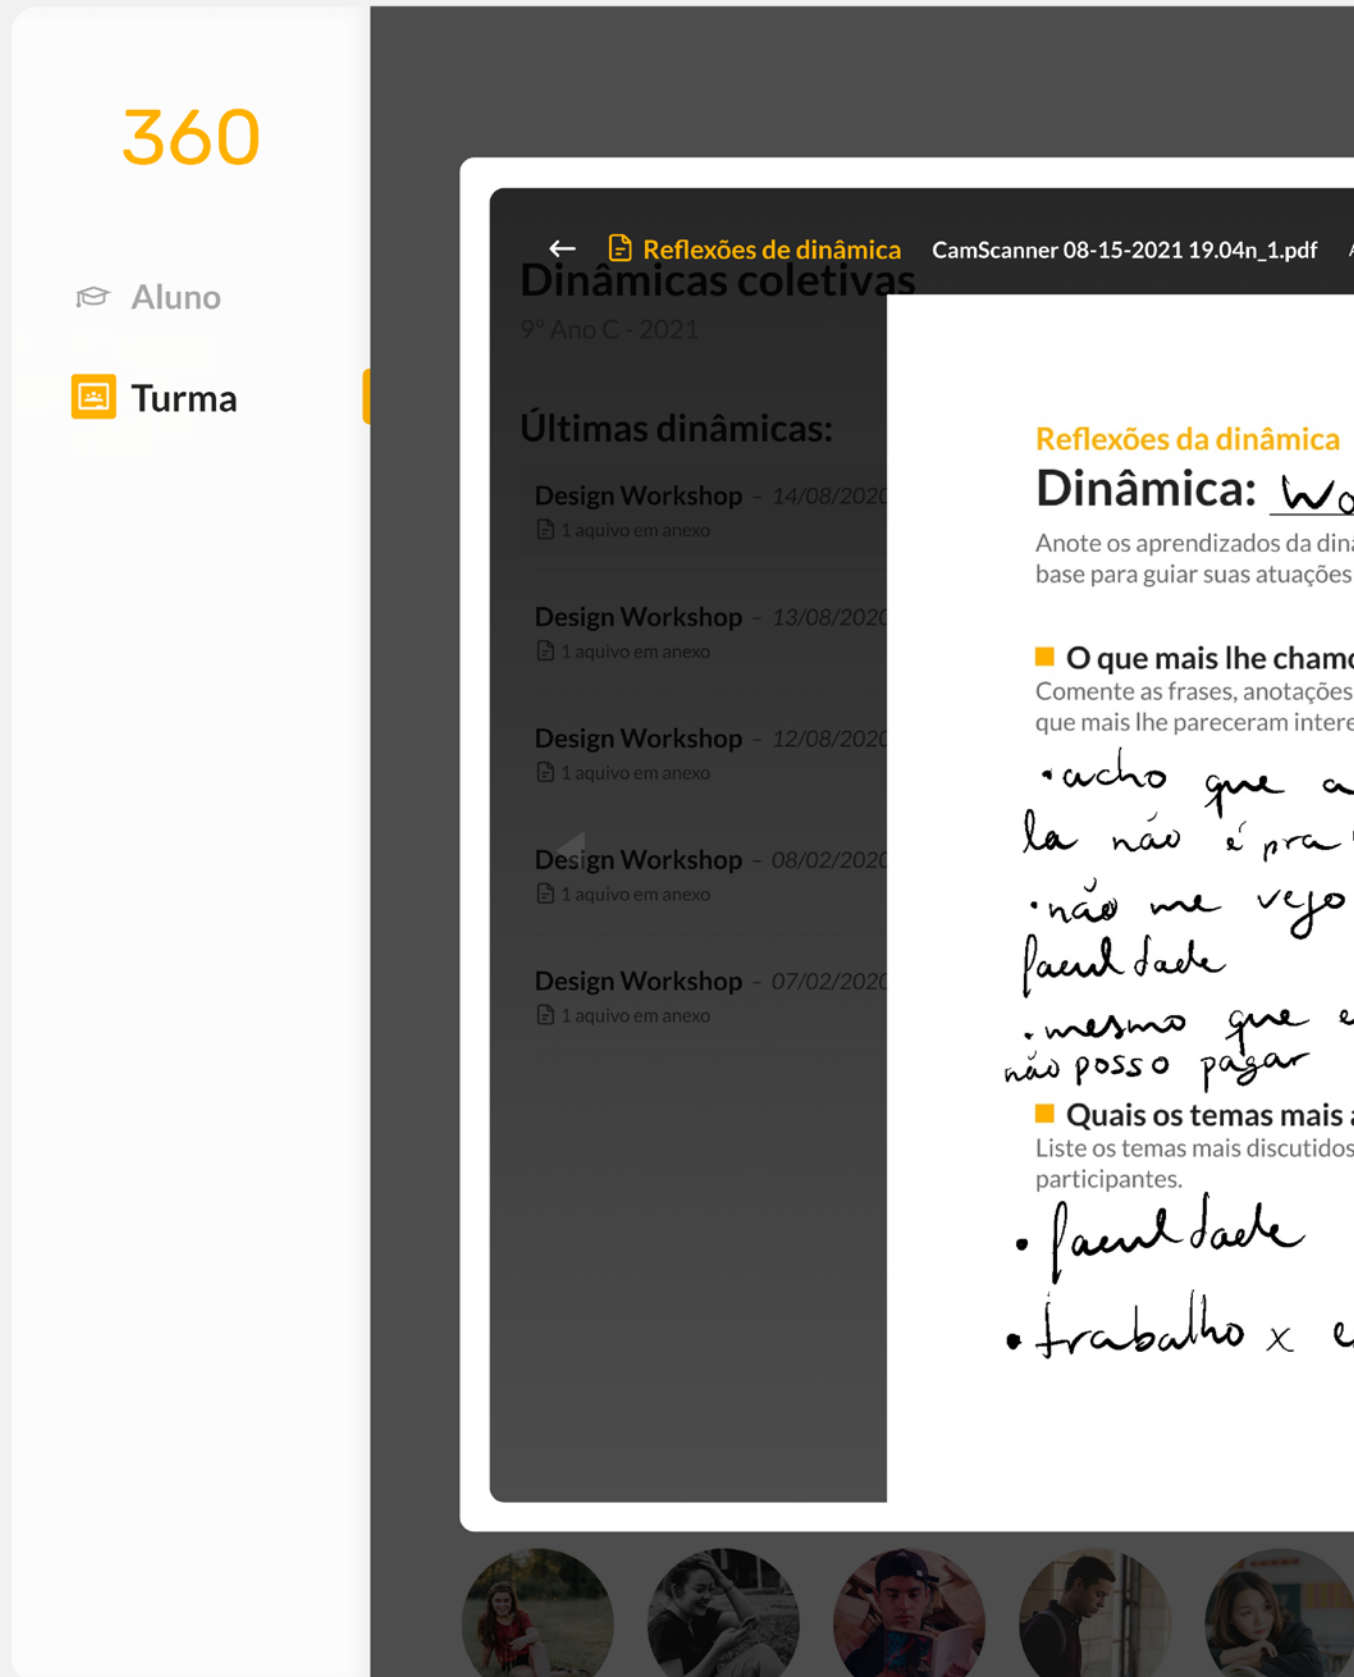 360
Aluno
Turma
Reflexões de dinâmica CamScanner 08-15-2021 19.04n_1.pdf
Dinâmicas coletivas
9º Ano C - 2021
Últimas dinâmicas:
Design Workshop - 14/08/2020
1 aquivo em anexo
Design Workshop - 13/08/2020
1 aquivo em anexo
Design Workshop - 12/08/2020
1 aquivo em anexo
Design Workshop - 08/02/2020
1 aquivo em anexo
Design Workshop - 07/02/2020
1 aquivo em anexo
Reflexões da dinâmica
Dinâmica: Wo
Anote os aprendizados da din
base para guiar suas atuações
O que mais lhe cham
Comente as frases, anotações
que mais lhe pareceram inter
•acho que a
la não é pra
•não me vejo
faculdade
•mesmo que e
não posso pagar
Quais os temas mais a
Liste os temas mais discutidos
participantes.
• faculdade
• trabalho x e